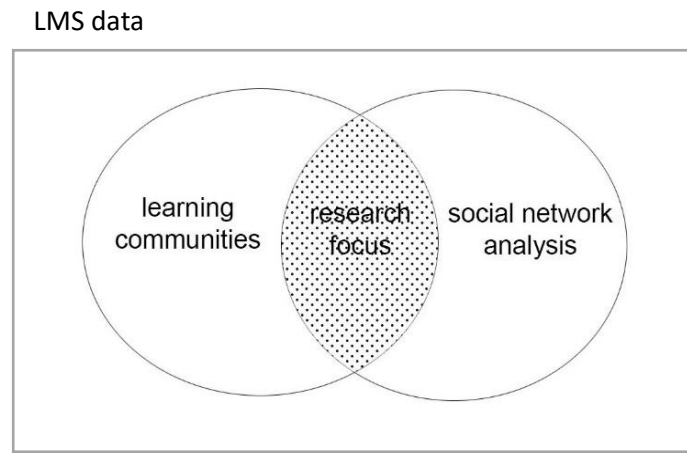 LMS data
learning
communities
research
focus
social network
analysis